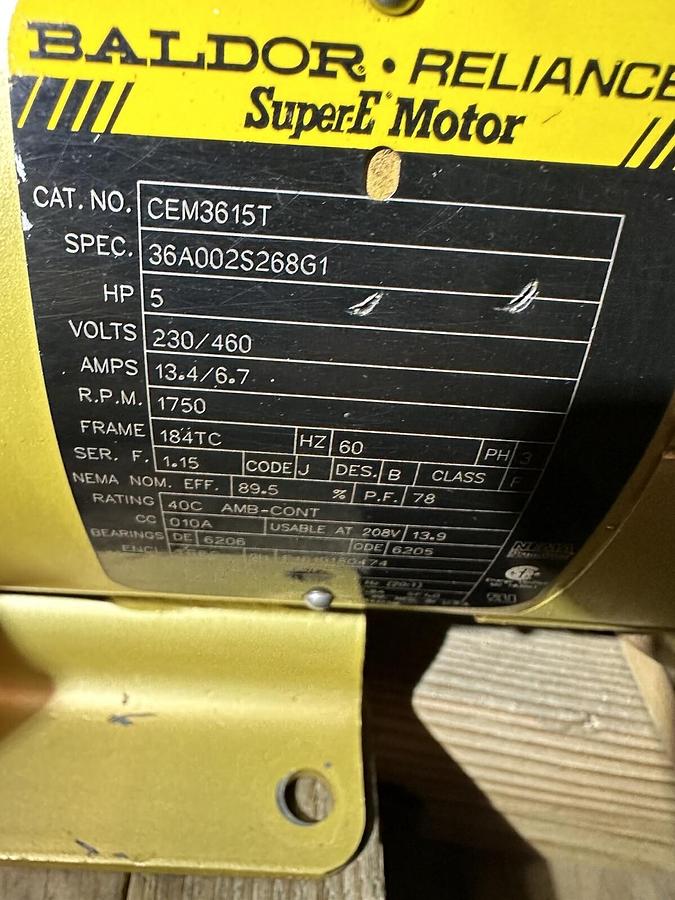 BALDOR • RELIANCE
Super-E® Motor
CAT. NO. CEM3615T
SPEC. 36A002S268G1
HP 5
VOLTS 230/460
AMPS 13.4/6.7
R.P.M. 1750
FRAME 184TC HZ 60 PH 3
SER. F. 1.15 CODE J DES. B CLASS F
NEMA NOM. EFF. 89.5 % P.F. 78
RATING 40C AMB-CONT
CC 010A USABLE AT 208V 13.9
BEARINGS DE 6206 ODE 6205
ENCL